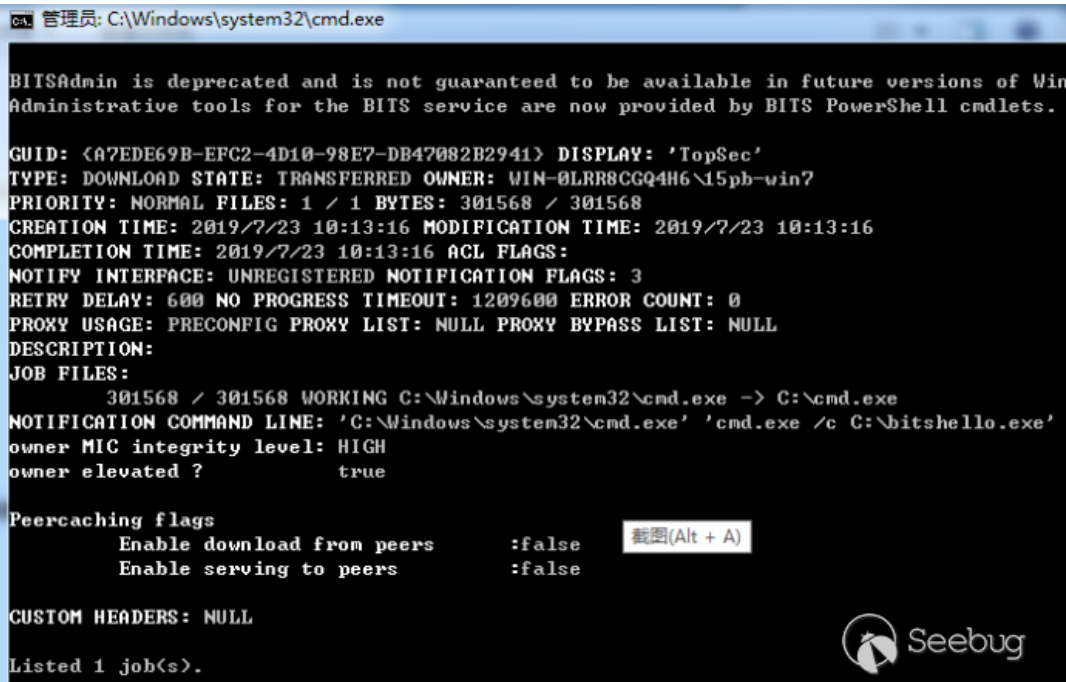 管理员: C:\Windows\system32\cmd.exe
BITSAdmin is deprecated and is not guaranteed to be available in future versions of Win
Administrative tools for the BITS service are now provided by BITS PowerShell cmdlets.
GUID: {A7EDE69B-EFC2-4D10-98E7-DB47082B2941} DISPLAY: 'TopSec'
TYPE: DOWNLOAD STATE: TRANSFERRED OWNER: WIN-0LRR8CGQ4H6\15pb-win7
PRIORITY: NORMAL FILES: 1 / 1 BYTES: 301568 / 301568
CREATION TIME: 2019/7/23 10:13:16 MODIFICATION TIME: 2019/7/23 10:13:16
COMPLETION TIME: 2019/7/23 10:13:16 ACL FLAGS:
NOTIFY INTERFACE: UNREGISTERED NOTIFICATION FLAGS: 3
RETRY DELAY: 600 NO PROGRESS TIMEOUT: 1209600 ERROR COUNT: 0
PROXY USAGE: PRECONFIG PROXY LIST: NULL PROXY BYPASS LIST: NULL
DESCRIPTION:
JOB FILES:
301568 / 301568 WORKING C:\Windows\system32\cmd.exe -> C:\cmd.exe
NOTIFICATION COMMAND LINE: 'C:\Windows\system32\cmd.exe' 'cmd.exe /c C:\bitshello.exe'
owner MIC integrity level: HIGH
owner elevated ? true
Peercaching flags
Enable download from peers :false
截图(Alt + A)
Enable serving to peers :false
CUSTOM HEADERS: NULL
Listed 1 job(s).
Seebug